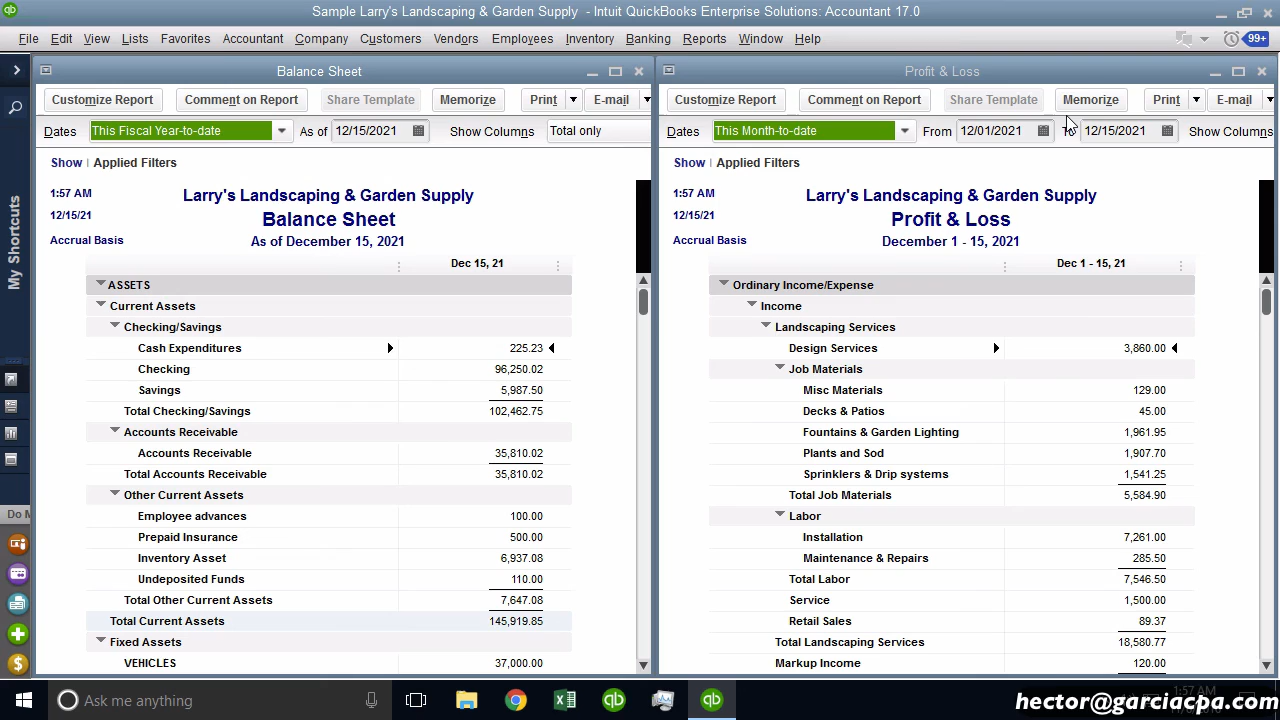 Sample Larry's Landscaping & Garden Supply - Intuit QuickBooks Enterprise Solutions: Accountant 17.0
File Edit View Lists Favorites Accountant Company Customers Vendors Employees Inventory Banking Reports Window Help 99+
Balance Sheet
Customize Report Comment on Report Share Template Memorize Print E-mail
Dates This Fiscal Year-to-date As of 12/15/2021 Show Columns Total only
Show | Applied Filters
1:57 AM Larry's Landscaping & Garden Supply
12/15/21 Balance Sheet
Accrual Basis As of December 15, 2021
Dec 15, 21
ASSETS
Current Assets
Checking/Savings
Cash Expenditures 225.23
Checking 96,250.02
Savings 5,987.50
Total Checking/Savings 102,462.75
Accounts Receivable
Accounts Receivable 35,810.02
Total Accounts Receivable 35,810.02
Other Current Assets
Employee advances 100.00
Prepaid Insurance 500.00
Inventory Asset 6,937.08
Undeposited Funds 110.00
Total Other Current Assets 7,647.08
Total Current Assets 145,919.85
Fixed Assets
VEHICLES 37,000.00
Profit & Loss
Customize Report Comment on Report Share Template Memorize Print E-mail
Dates This Month-to-date From 12/01/2021 To 12/15/2021 Show Columns
Show | Applied Filters
1:57 AM Larry's Landscaping & Garden Supply
12/15/21 Profit & Loss
Accrual Basis December 1 - 15, 2021
Dec 1 - 15, 21
Ordinary Income/Expense
Income
Landscaping Services
Design Services 3,860.00
Job Materials
Misc Materials 129.00
Decks & Patios 45.00
Fountains & Garden Lighting 1,961.95
Plants and Sod 1,907.70
Sprinklers & Drip systems 1,541.25
Total Job Materials 5,584.90
Labor
Installation 7,261.00
Maintenance & Repairs 285.50
Total Labor 7,546.50
Service 1,500.00
Retail Sales 89.37
Total Landscaping Services 18,580.77
Markup Income 120.00
My Shortcuts
Do M
Ask me anything
1:57 AM
hector@garciacpa.com